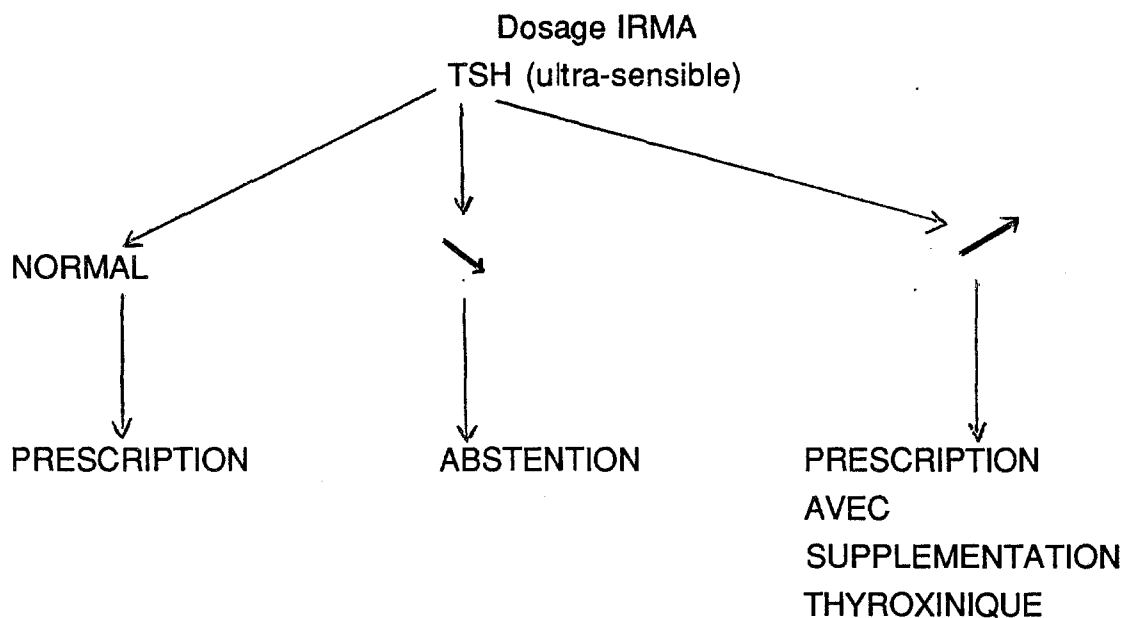 Dosage IRMA
TSH (ultra-sensible)
NORMAL
PRESCRIPTION
ABSTENTION
PRESCRIPTION
AVEC
SUPPLEMENTATION
THYROXINIQUE